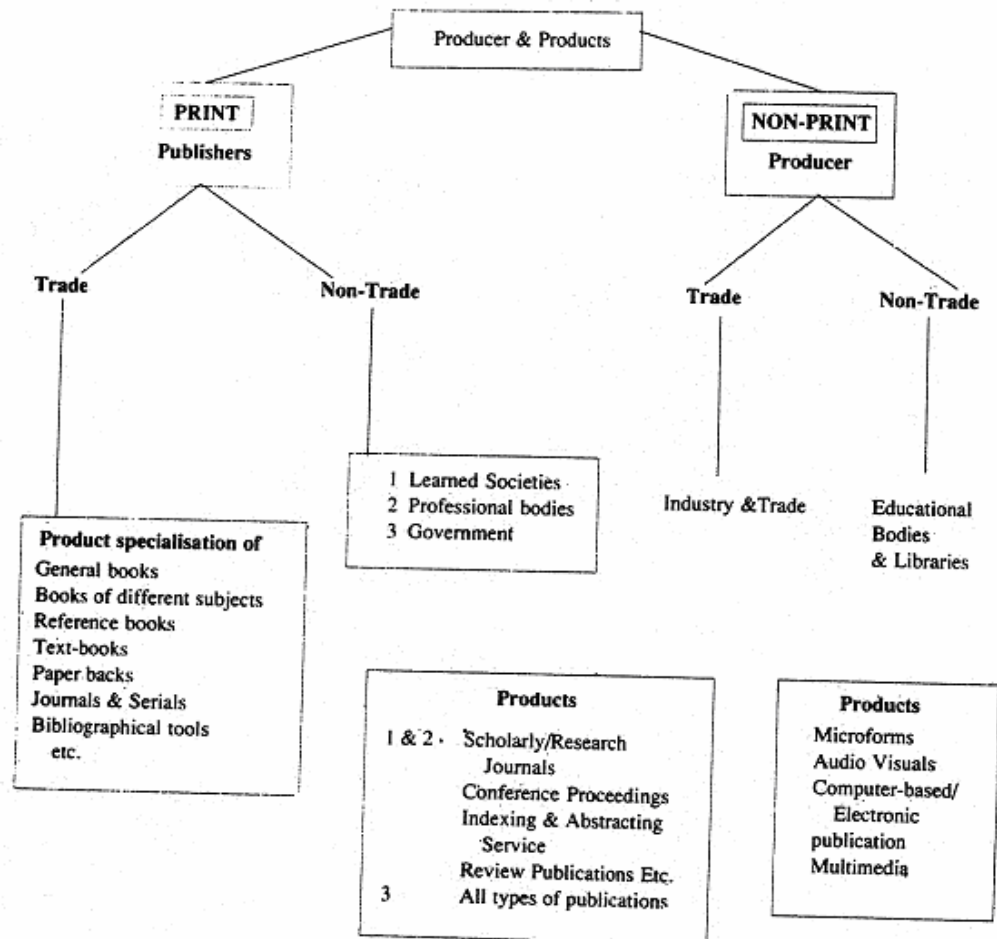 Producer & Products
PRINT
Publishers
NON-PRINT
Producer
Trade
Non-Trade
Trade
Non-Trade
1 Learned Societies
2 Professional bodies
3 Government
Industry &Trade
Educational
Bodies
& Libraries
Product specialisation of
General books
Books of different subjects
Reference books
Text-books
Paper backs
Journals & Serials
Bibliographical tools
etc.
Products
1 & 2. Scholarly/Research
Journals
Conference Proceedings
Indexing & Abstracting
Service
Review Publications Etc.
3 All types of publications
Products
Microforms
Audio Visuals
Computer-based/
Electronic
publication
Multimedia